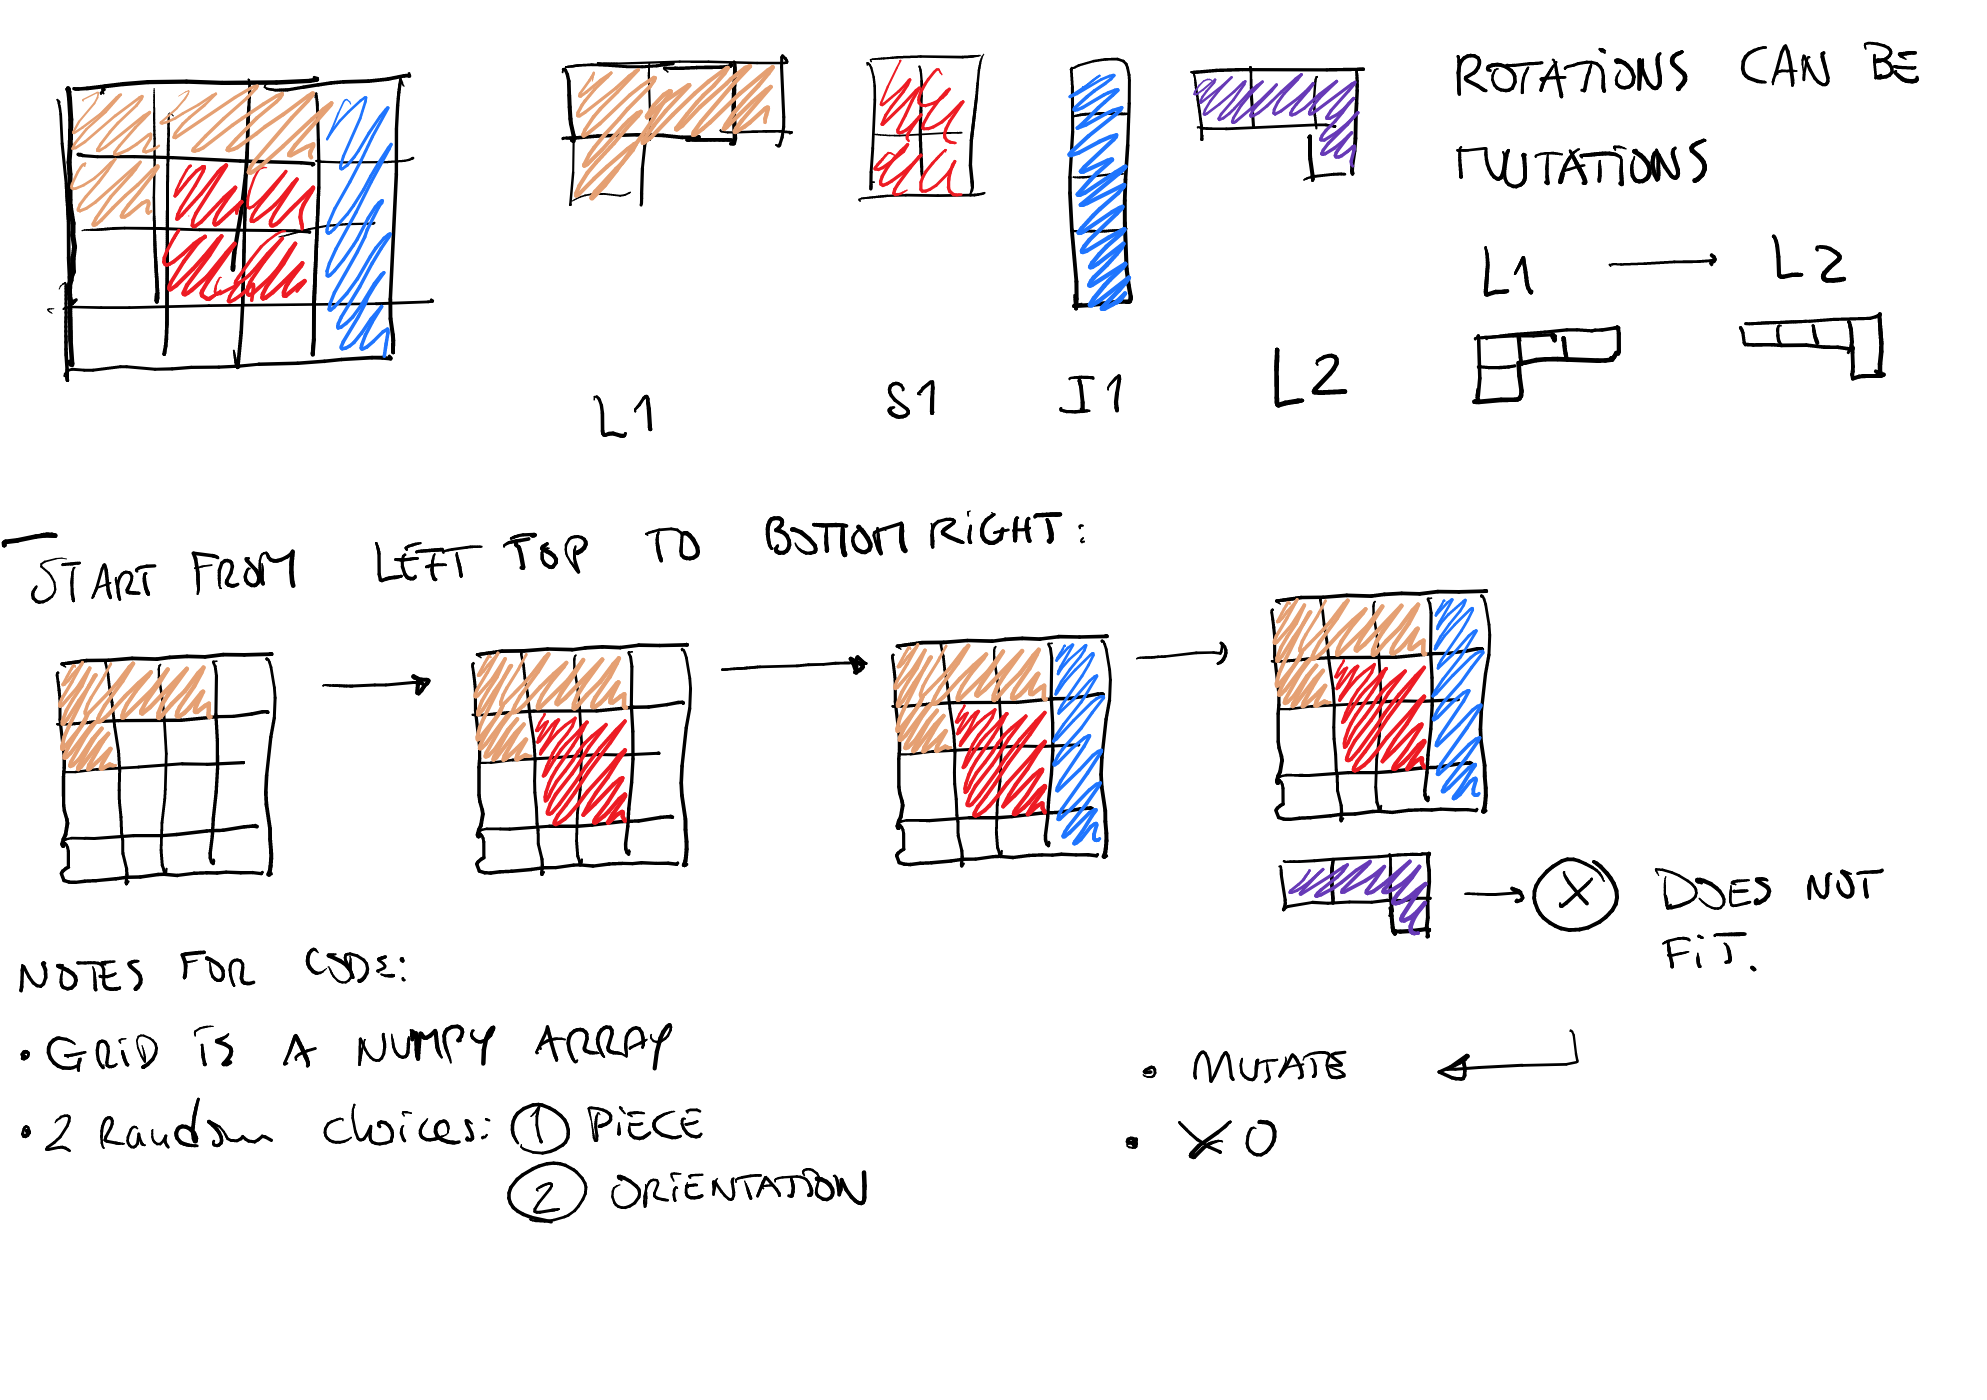 ROTATIONS CAN BE
MUTATIONS
L1 → L2
L1
S1
I1
L2
START FROM LEFT TOP TO BOTTOM RIGHT:
X DOES NOT
FIT.
NOTES FOR CODE:
• GRID IS A NUMPY ARRAY
• 2 Random choices: 1 PIECE
2 ORIENTATION
• MUTATE
• XO